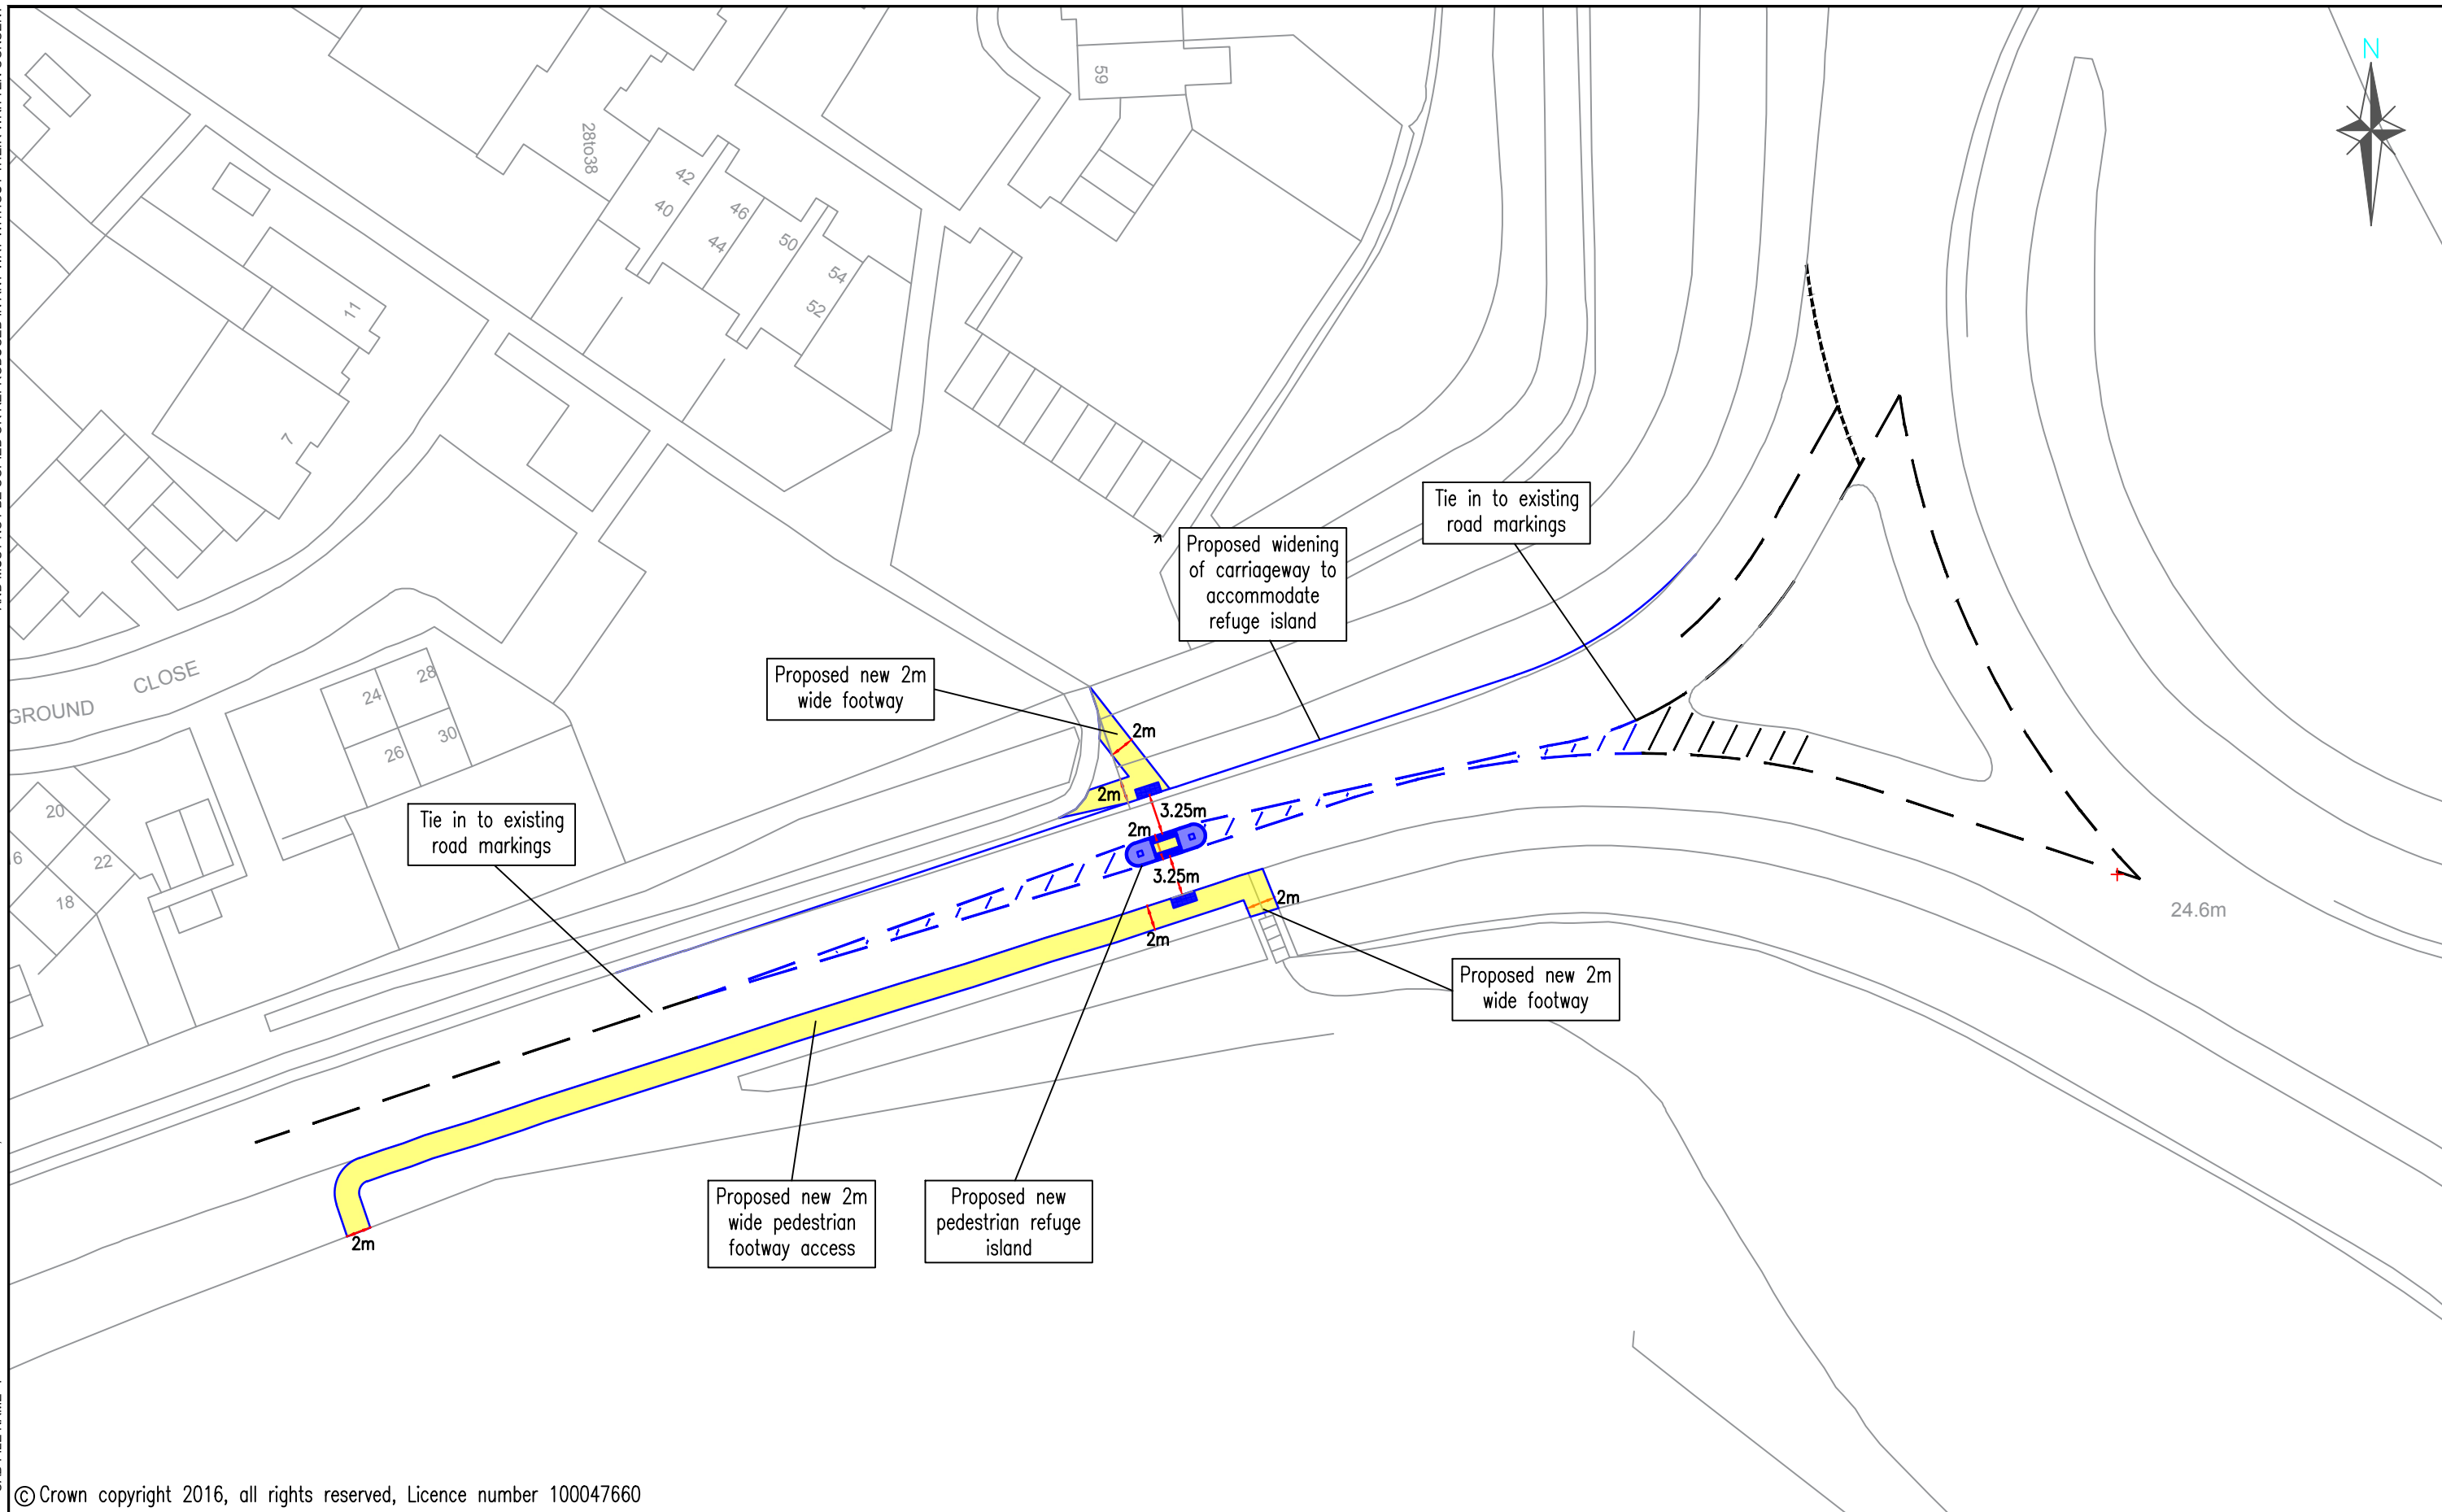 N
59
28to38
42
40
46
44
50
54
52
11
7
Tie in to existing
road markings
Proposed widening
of carriageway to
accommodate
refuge island
Proposed new 2m
wide footway
CLOSE
GROUND
24
28
26
30
20
16
22
18
2m
2m
3.25m
2m
3.25m
2m
2m
Tie in to existing
road markings
24.6m
Proposed new 2m
wide footway
Proposed new 2m
wide pedestrian
footway access
Proposed new
pedestrian refuge
island
2m
© Crown copyright 2016, all rights reserved, Licence number 100047660